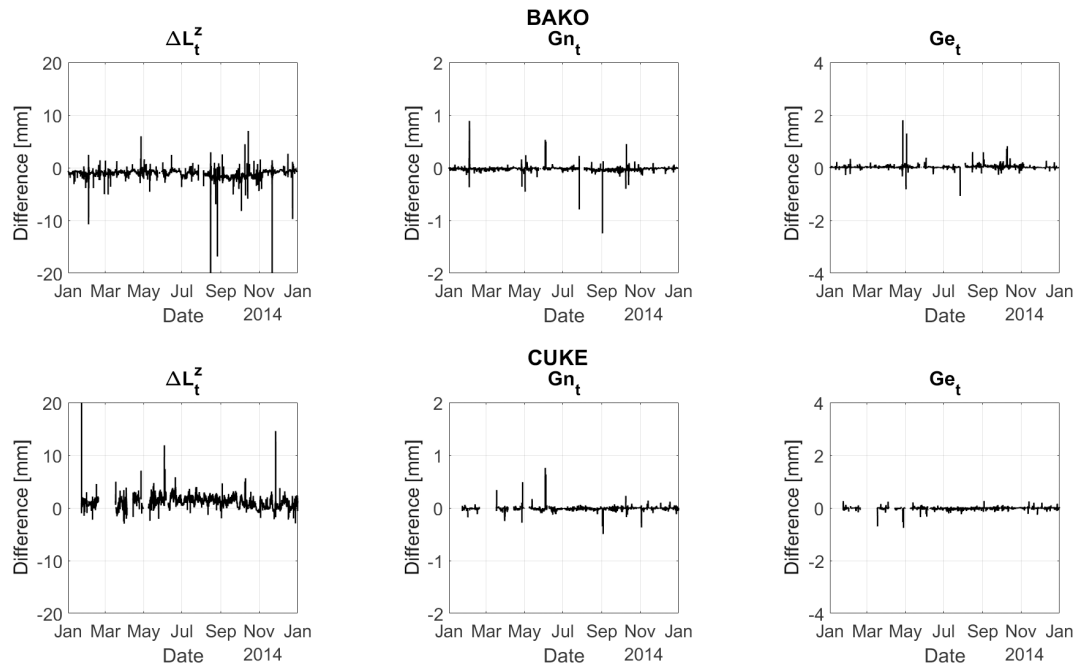 BAKO
ΔL_t^z
Gn_t
Ge_t
Difference [mm]
20
10
0
-10
-20
Jan Mar May Jul Sep Nov Jan
Date 2014
Difference [mm]
2
1
0
-1
-2
Jan Mar May Jul Sep Nov Jan
Date 2014
Difference [mm]
4
2
0
-2
-4
Jan Mar May Jul Sep Nov Jan
Date 2014
CUKE
ΔL_t^z
Gn_t
Ge_t
Difference [mm]
20
10
0
-10
-20
Jan Mar May Jul Sep Nov Jan
Date 2014
Difference [mm]
2
1
0
-1
-2
Jan Mar May Jul Sep Nov Jan
Date 2014
Difference [mm]
4
2
0
-2
-4
Jan Mar May Jul Sep Nov Jan
Date 2014